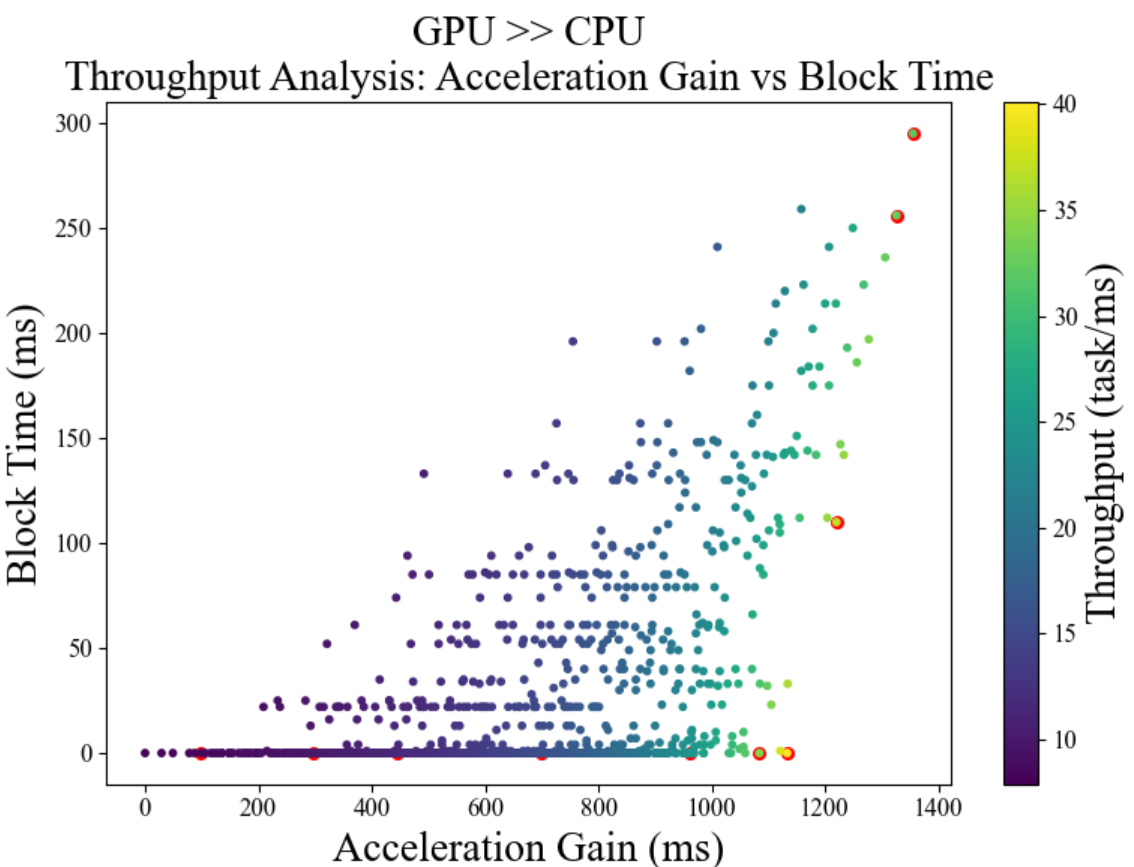 GPU >> CPU
Throughput Analysis: Acceleration Gain vs Block Time
300
250
200
150
100
50
0
Block Time (ms)
0 200 400 600 800 1000 1200 1400
Acceleration Gain (ms)
40
35
30
25
20
15
10
Throughput (task/ms)